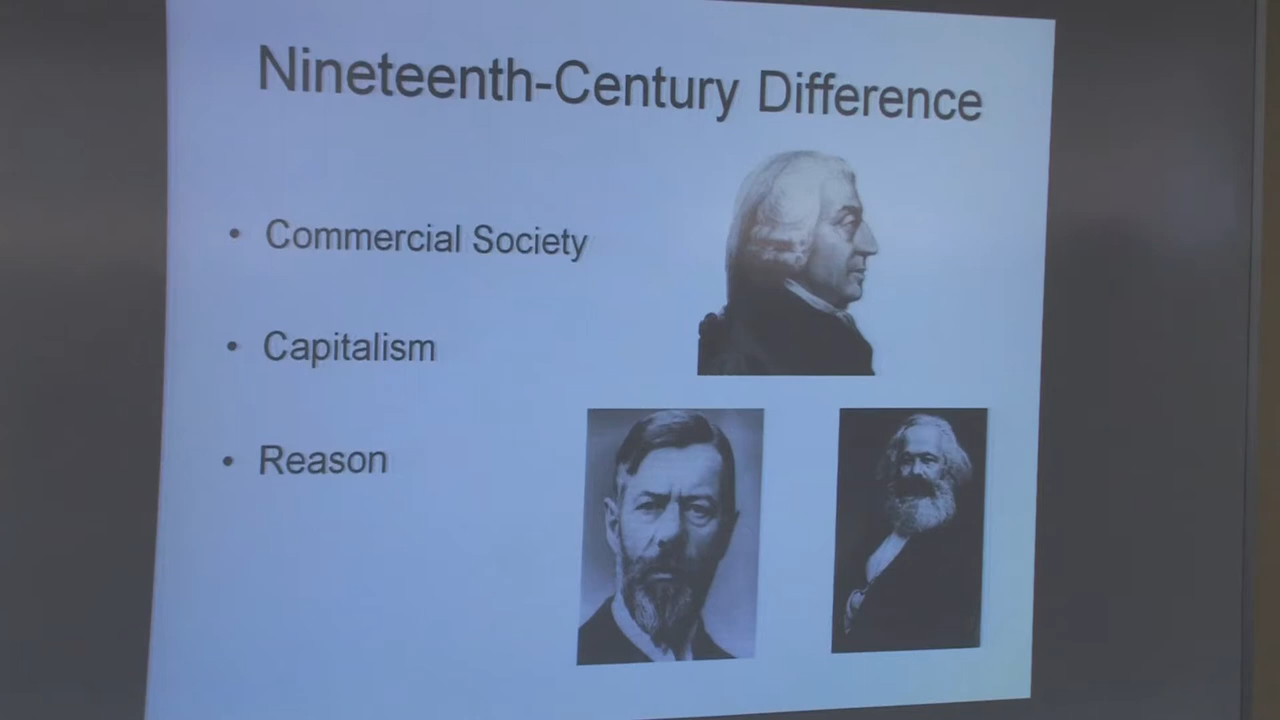 Nineteenth-Century Difference
• Commercial Society
• Capitalism
• Reason